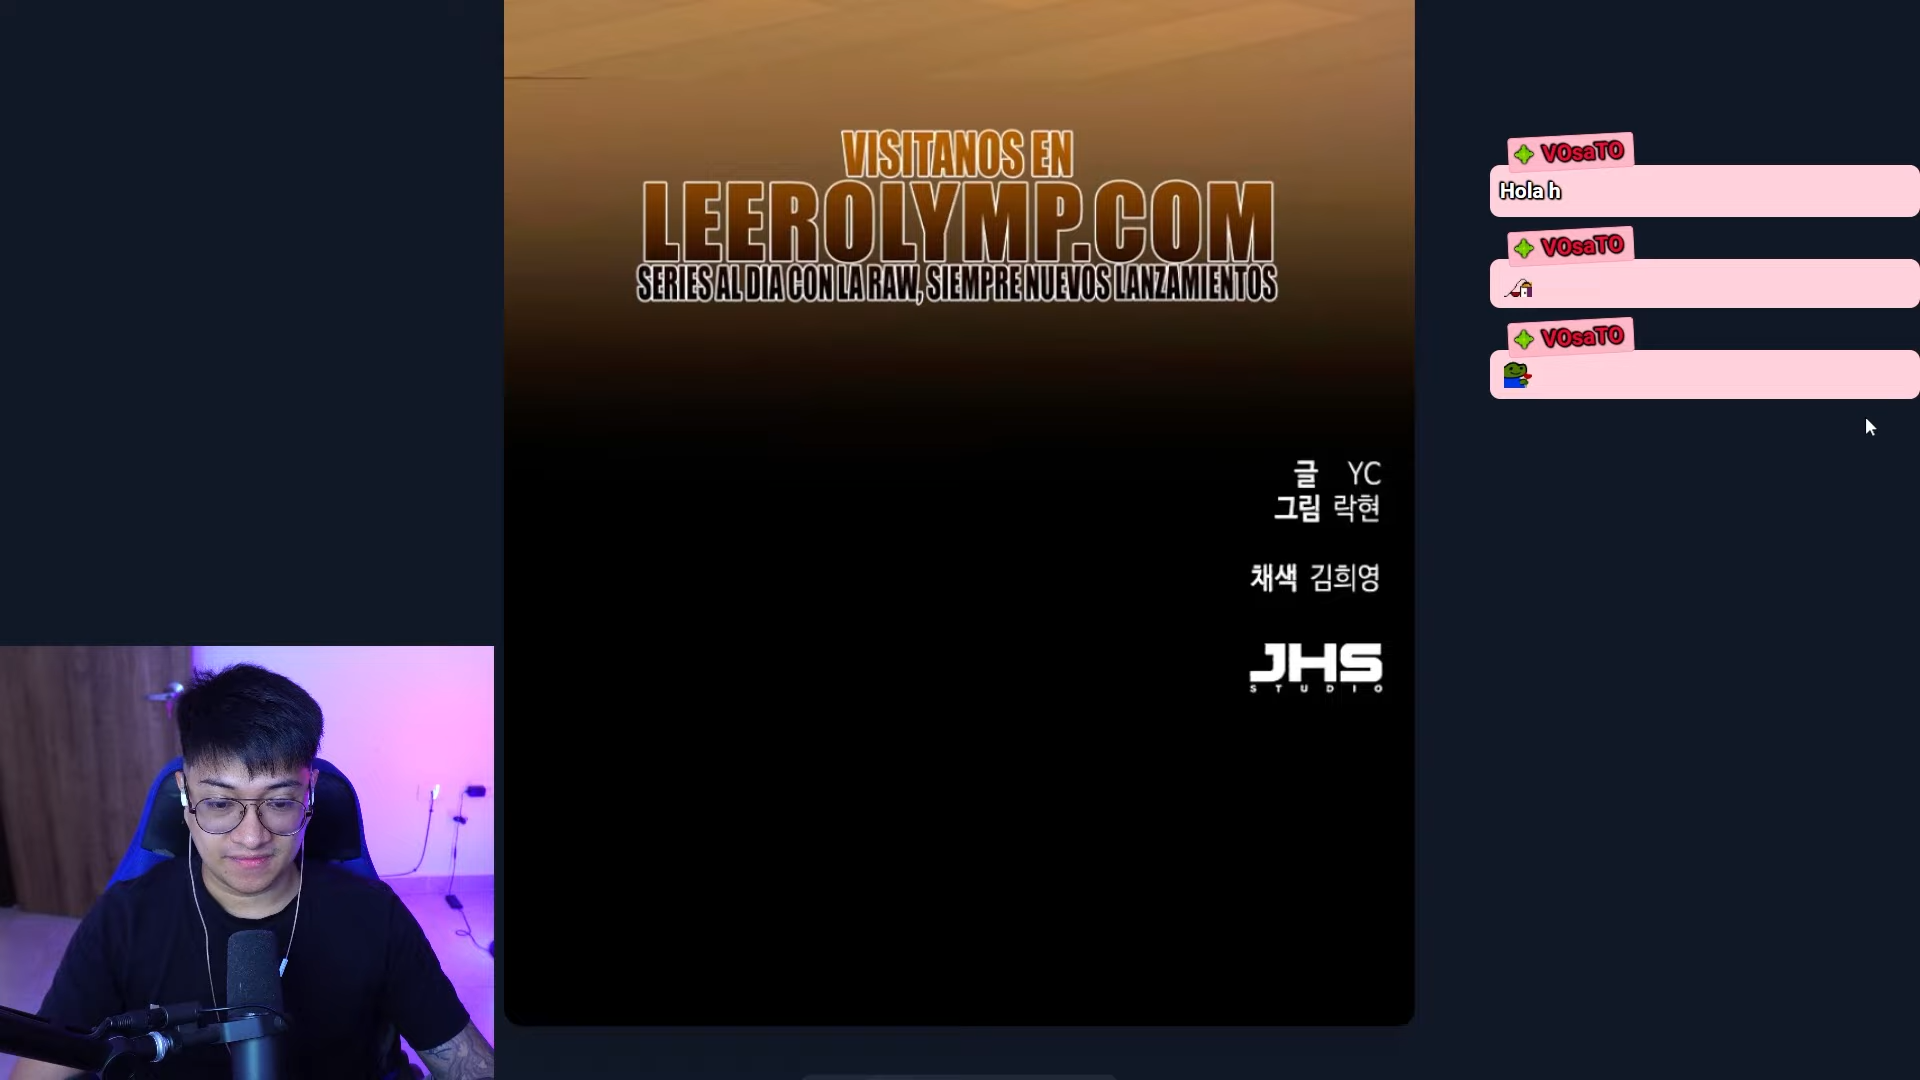 VISITANOS EN
LEEROLYMP.COM
SERIES AL DIA CON LA RAW, SIEMPRE NUEVOS LANZAMIENTOS
글 YC
그림 락현
채색 김희영
JHS
STUDIO
VOsaTO
Hola h
VOsaTO
VOsaTO